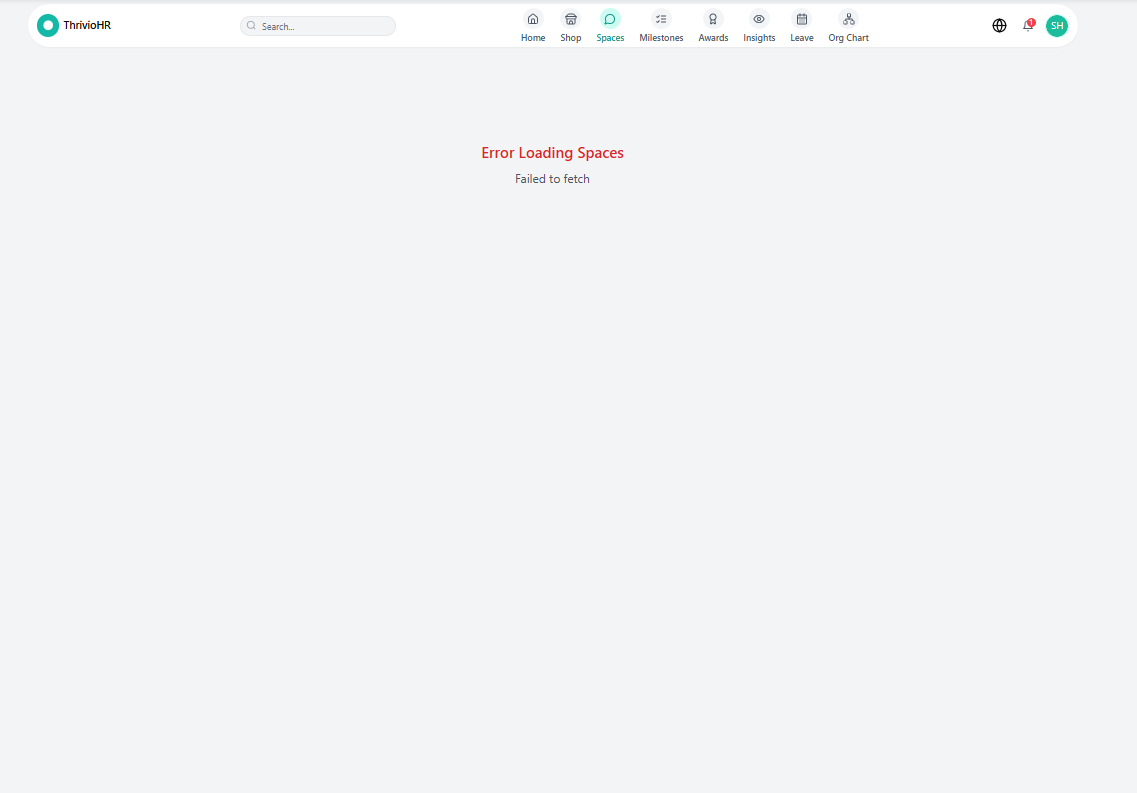 ThrivioHR
Search...
Home
Shop
Spaces
Milestones
Awards
Insights
Leave
Org Chart
1
SH
Error Loading Spaces
Failed to fetch